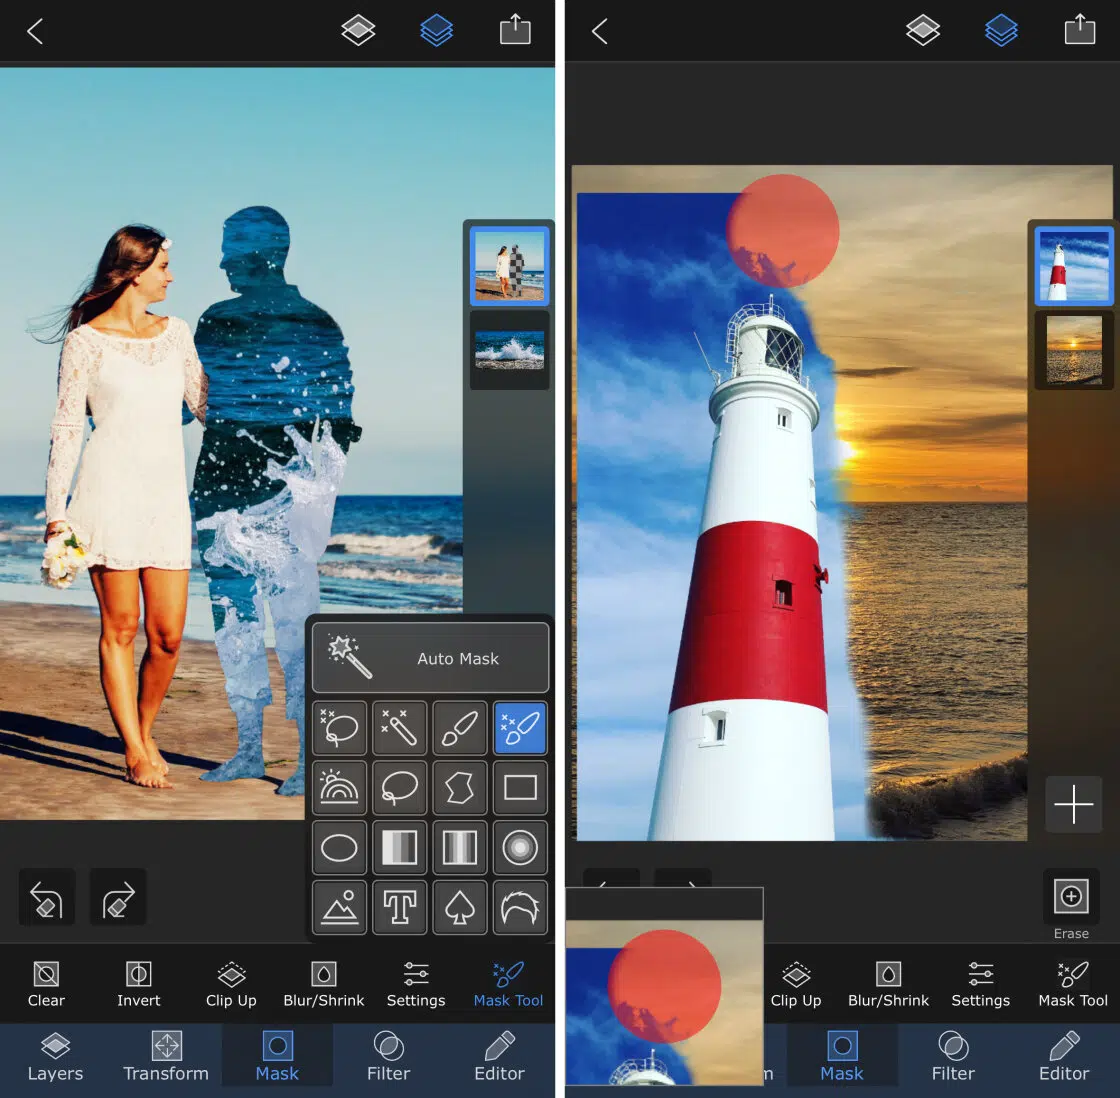 Auto Mask
Clear
Invert
Clip Up
Blur/Shrink
Settings
Mask Tool
Layers
Transform
Mask
Filter
Editor
Erase
Clip Up
Blur/Shrink
Settings
Mask Tool
m
Mask
Filter
Editor